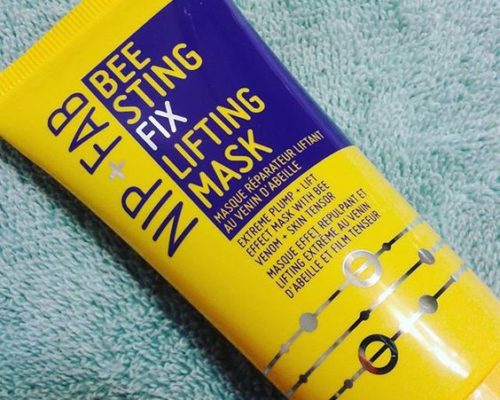 NIP + FAB
BEE
STING
FIX
LIFTING
MASK
MASQUE RÉPARATEUR LIFTANT
AU VENIN D'ABEILLE
EXTREME PLUMP + LIFT
EFFECT MASK WITH BEE
VENOM + SKIN TENSOR
MASQUE EFFET REPULPANT ET
LIFTING EXTRÊME AU VENIN
D'ABEILLE ET FILM TENSEUR